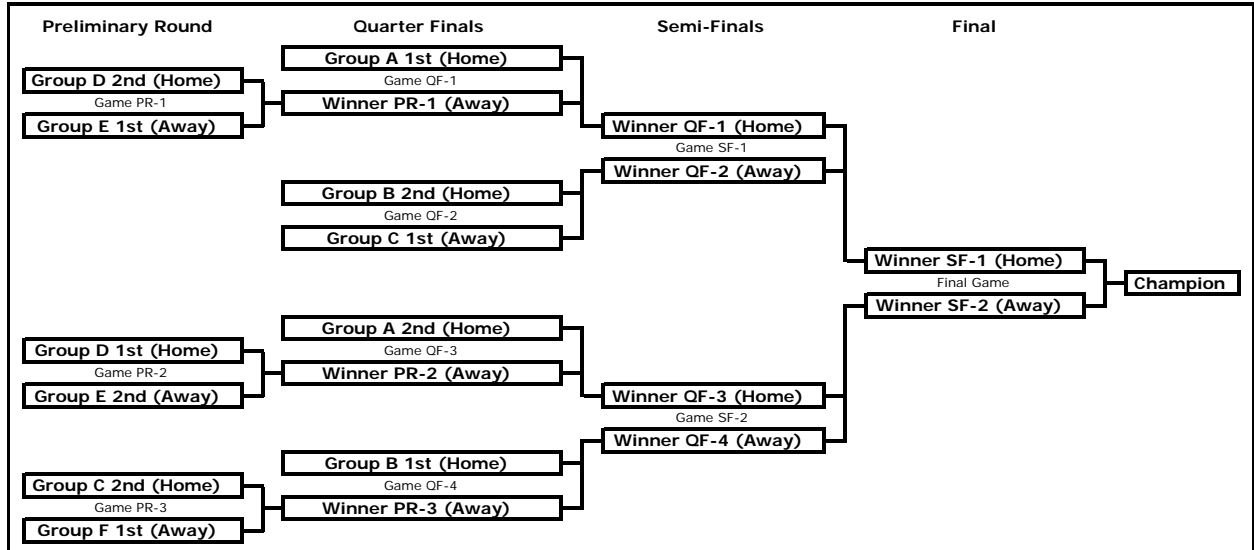 Preliminary Round
Quarter Finals
Semi-Finals
Final
Group D 2nd (Home)
Game PR-1
Group E 1st (Away)
Group A 1st (Home)
Game QF-1
Winner PR-1 (Away)
Group B 2nd (Home)
Game QF-2
Group C 1st (Away)
Winner QF-1 (Home)
Game SF-1
Winner QF-2 (Away)
Group D 1st (Home)
Game PR-2
Group E 2nd (Away)
Group A 2nd (Home)
Game QF-3
Winner PR-2 (Away)
Group C 2nd (Home)
Game PR-3
Group F 1st (Away)
Group B 1st (Home)
Game QF-4
Winner PR-3 (Away)
Winner QF-3 (Home)
Game SF-2
Winner QF-4 (Away)
Winner SF-1 (Home)
Final Game
Winner SF-2 (Away)
Champion